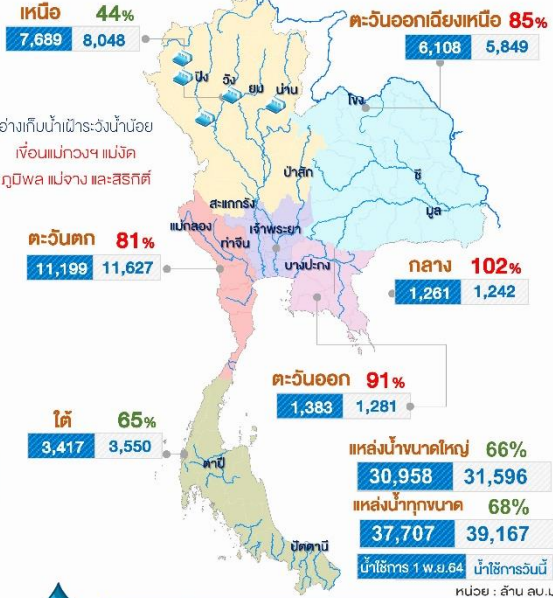 เหนือ 44%
7,689 8,048
ตะวันออกเฉียงเหนือ 85%
6,108 5,849
ปิง
วัง
ยม
น่าน
โขง
อ่างเก็บน้ำเฝ้าระวังน้ำน้อย
เขื่อนแม่กวงฯ แม่งัด
ภูมิพล แม่จาง และสิริกิติ์
ป่าสัก
ชี
มูล
สะแกกรัง
แม่กลอง
ท่าจีน
เจ้าพระยา
บางปะกง
ตะวันตก 81%
11,199 11,627
กลาง 102%
1,261 1,242
ตะวันออก 91%
1,383 1,281
ใต้ 65%
3,417 3,550
ตาปี
ปัตตานี
แหล่งน้ำขนาดใหญ่ 66%
30,958 31,596
แหล่งน้ำทุกขนาด 68%
37,707 39,167
น้ำใช้การ 1 พ.ย.64 น้ำใช้การวันนี้
หน่วย : ล้าน ลบ.ม